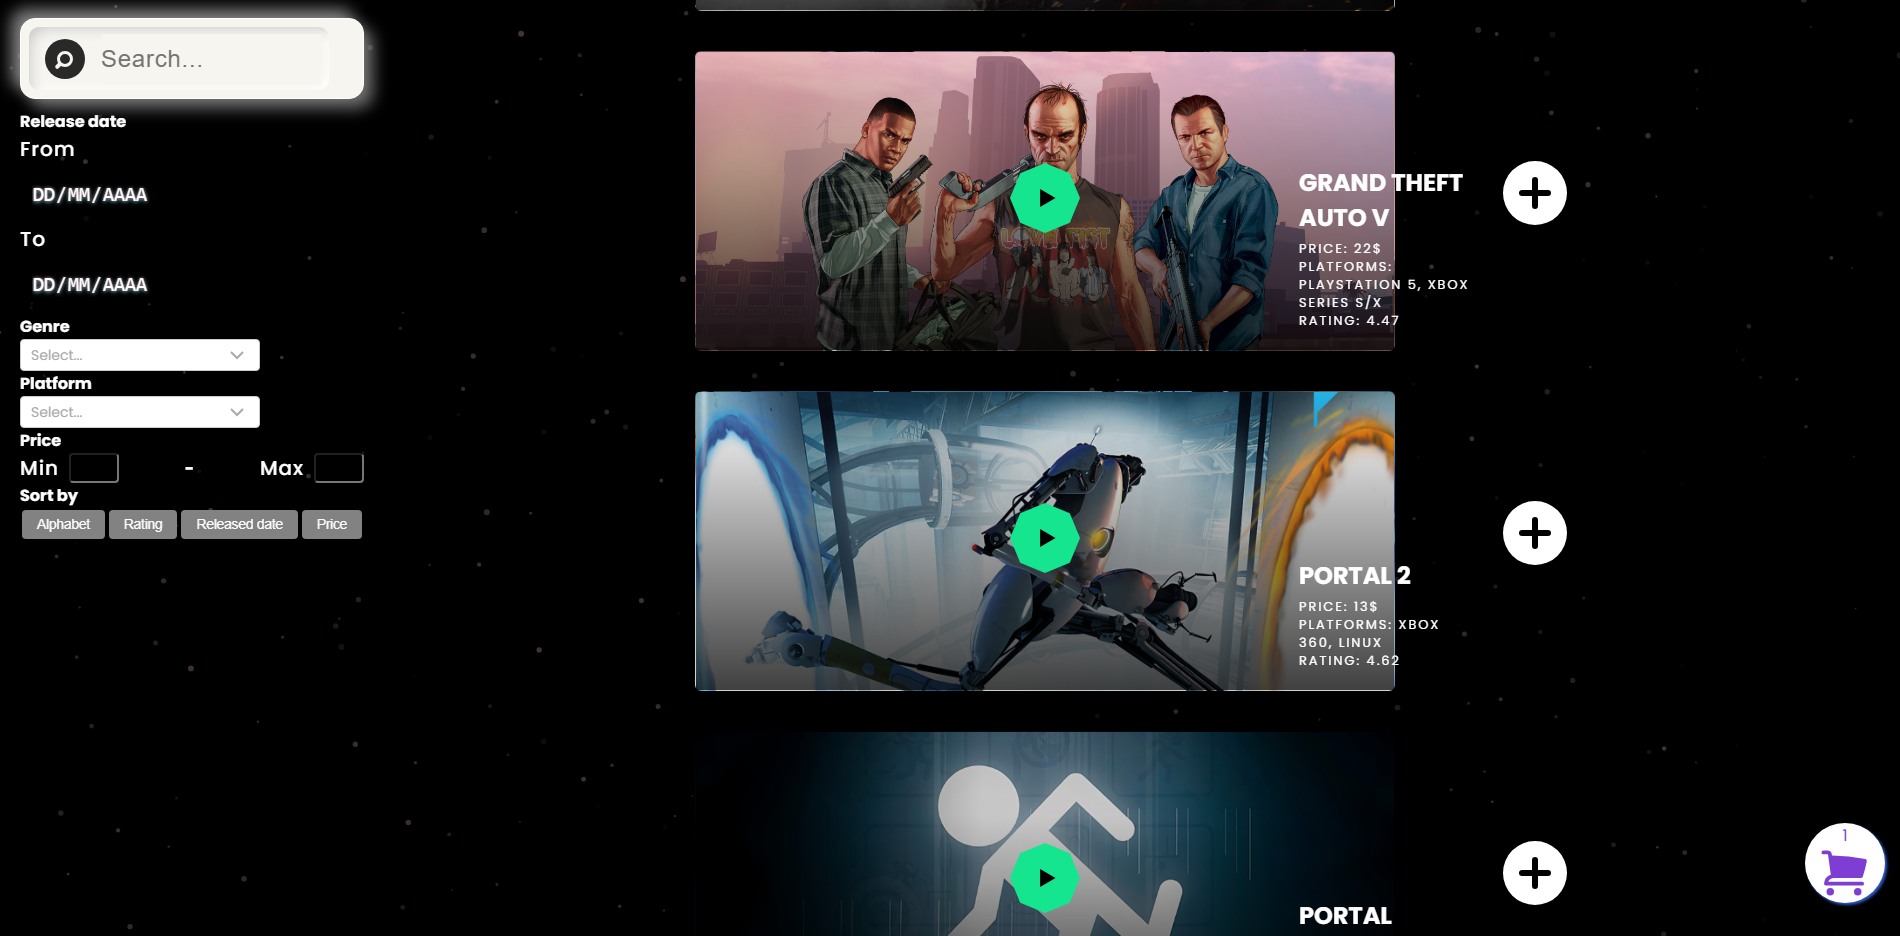 Search...
Release date
From
DD/MM/AAAA
To
DD/MM/AAAA
Genre
Select...
Platform
Select...
Price
Min - Max
Sort by
Alphabet Rating Released date Price
LOVE FIST
GRAND THEFT
AUTO V
PRICE: 22$
PLATFORMS:
PLAYSTATION 5, XBOX
SERIES S/X
RATING: 4.47
PORTAL 2
PRICE: 13$
PLATFORMS: XBOX
360, LINUX
RATING: 4.62
PORTAL
1